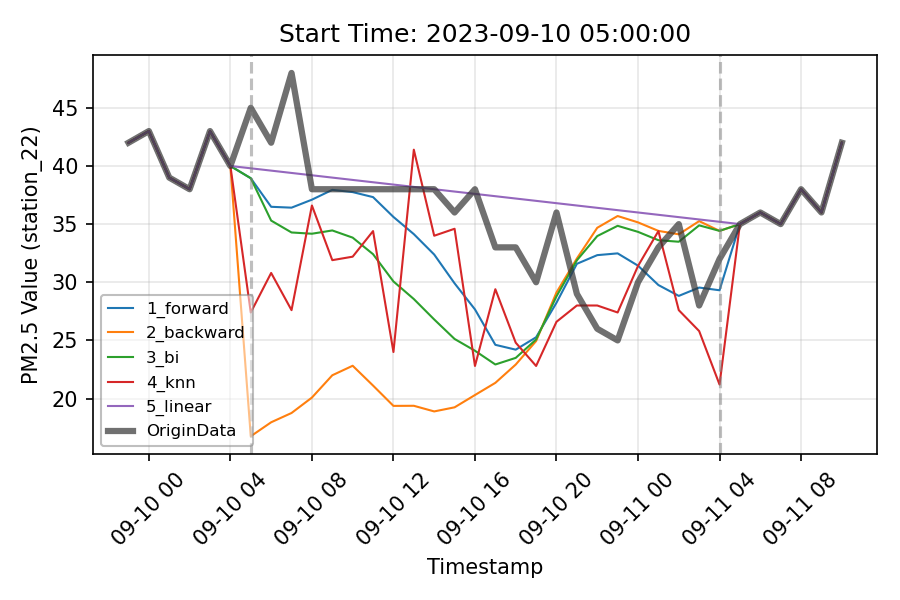 Start Time: 2023-09-10 05:00:00
PM2.5 Value (station_22)
45
40
35
30
25
20
1_forward
2_backward
3_bi
4_knn
5_linear
OriginData
09-10 00
09-10 04
09-10 08
09-10 12
09-10 16
09-10 20
09-11 00
09-11 04
09-11 08
Timestamp